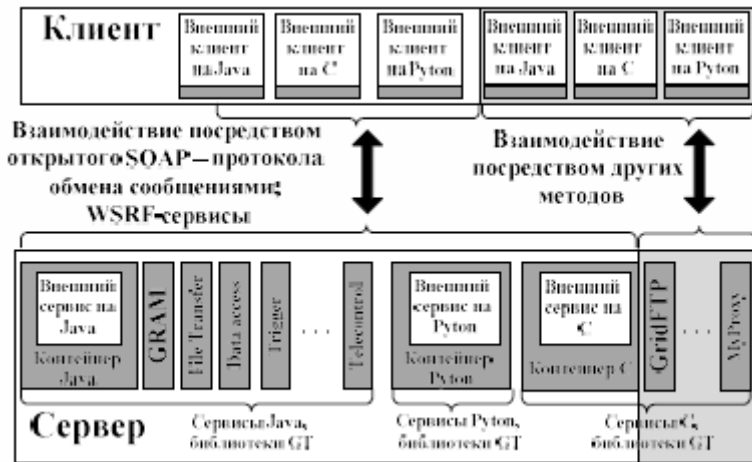 Клиент
Внешний
клиент
на Java
Внешний
клиент
на C
Внешний
клиент
на Pyton
Внешний
клиент
на Java
Внешний
клиент
на C
Внешний
клиент
на Pyton
Взаимодействие посредством
открытого SOAP – протокола
обмена сообщениями;
WSRF-сервисы
Взаимодействие
посредством других
методов
Внешний
сервис на
Java
Контейнер
Java
GRAM
File Transfer
Data access
Trigger
. . .
Telecontrol
Внешний
сервис на
Pyton
Контейнер
Pyton
Внешний
сервис на
C
Контейнер C
GridFTP
. . .
MyProxy
Сервер
Сервисы Java,
библиотеки GT
Сервисы Pyton,
библиотеки GT
Сервисы C,
библиотеки GT